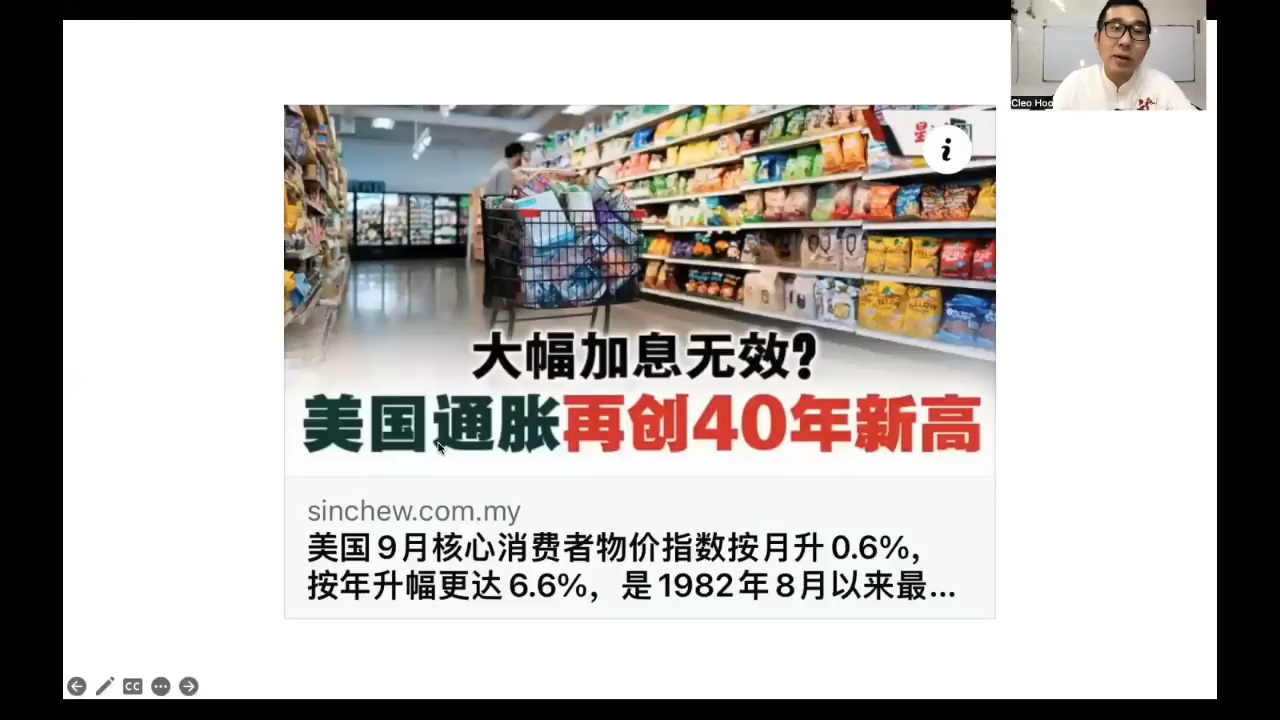 Cleo Hoo
大幅加息无效?
美国通胀再创40年新高
sinchew.com.my
美国9月核心消费者物价指数按月升0.6%,
按年升幅更达6.6%，是1982年8月以来最...
CC